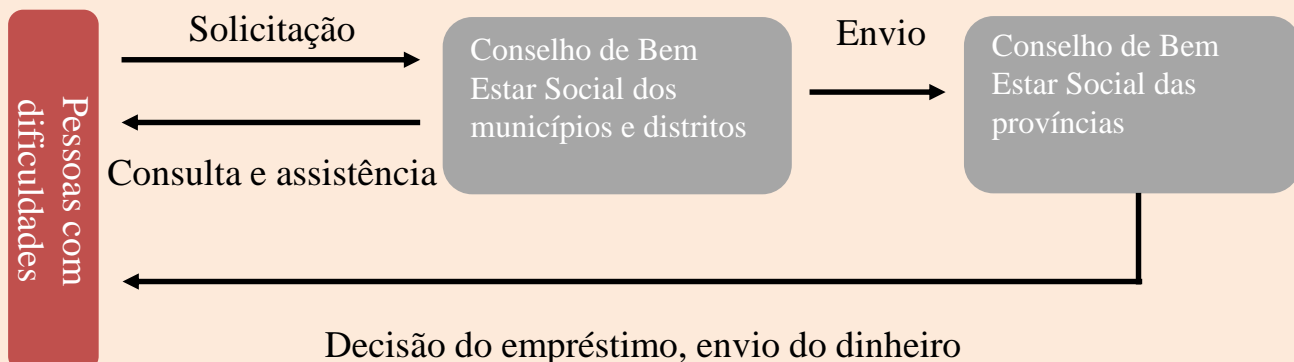 Pessoas com
dificuldades
Solicitação
Consulta e assistência
Conselho de Bem
Estar Social dos
municípios e distritos
Envio
Conselho de Bem
Estar Social das
províncias
Decisão do empréstimo, envio do dinheiro